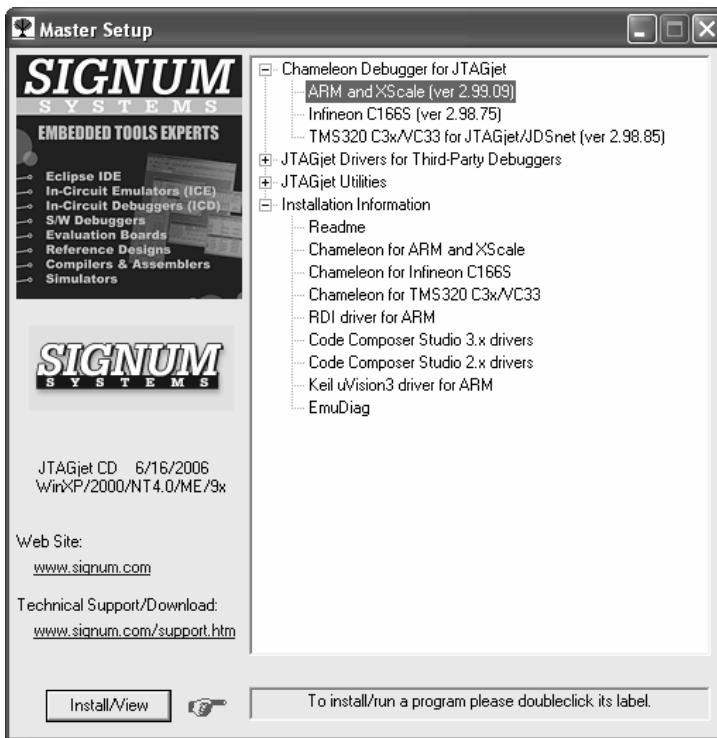 Master Setup
SIGNUM
SYSTEMS
EMBEDDED TOOLS EXPERTS
Eclipse IDE
In-Circuit Emulators (ICE)
In-Circuit Debuggers (ICD)
S/W Debuggers
Evaluation Boards
Reference Designs
Compilers & Assemblers
Simulators
SIGNUM
SYSTEMS
JTAGjet CD 6/16/2006
WinXP/2000/NT4.0/ME/9x
Web Site:
www.signum.com
Technical Support/Download:
www.signum.com/support.htm
Chameleon Debugger for JTAGjet
ARM and XScale (ver 2.99.09)
Infineon C166S (ver 2.98.75)
TMS320 C3x/VC33 for JTAGjet/JDSnet (ver 2.98.85)
JTAGjet Drivers for Third-Party Debuggers
JTAGjet Utilities
Installation Information
Readme
Chameleon for ARM and XScale
Chameleon for Infineon C166S
Chameleon for TMS320 C3x/VC33
RDI driver for ARM
Code Composer Studio 3.x drivers
Code Composer Studio 2.x drivers
Keil uVision3 driver for ARM
EmuDiag
Install/View
To install/run a program please doubleclick its label.